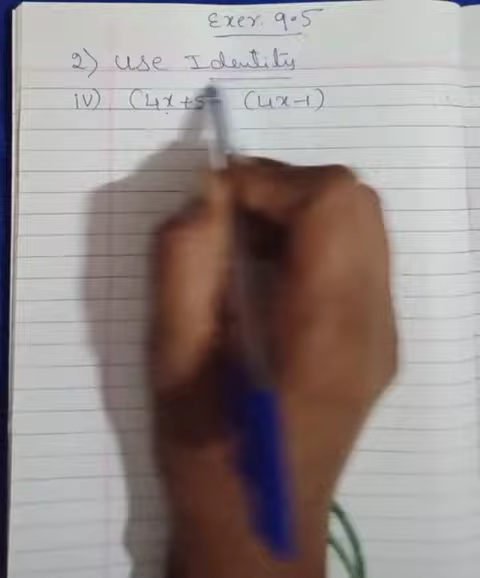 Exer. 9.5
2) Use Identity
iv) (4x+5 (4x-1)